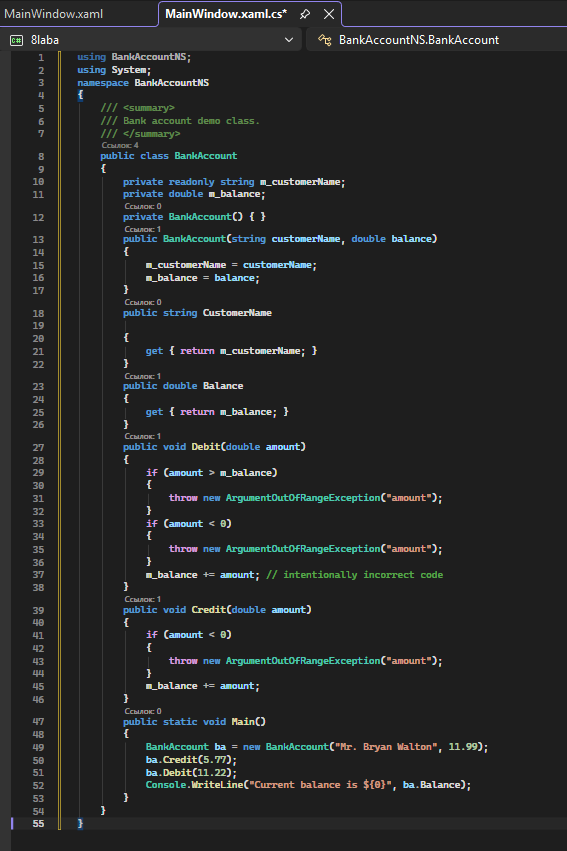 MainWindow.xaml
MainWindow.xaml.cs*
C# 8laba
BankAccountNS.BankAccount
1 using BankAccountNS;
2 using System;
3 namespace BankAccountNS
4 {
5 /// <summary>
6 /// Bank account demo class.
7 /// </summary>
Ссылок: 4
8 public class BankAccount
9 {
10 private readonly string m_customerName;
11 private double m_balance;
Ссылок: 0
12 private BankAccount() { }
Ссылок: 1
13 public BankAccount(string customerName, double balance)
14 {
15 m_customerName = customerName;
16 m_balance = balance;
17 }
Ссылок: 0
18 public string CustomerName
19
20 {
21 get { return m_customerName; }
22 }
Ссылок: 1
23 public double Balance
24 {
25 get { return m_balance; }
26 }
Ссылок: 1
27 public void Debit(double amount)
28 {
29 if (amount > m_balance)
30 {
31 throw new ArgumentOutOfRangeException("amount");
32 }
33 if (amount < 0)
34 {
35 throw new ArgumentOutOfRangeException("amount");
36 }
37 m_balance += amount; // intentionally incorrect code
38 }
Ссылок: 1
39 public void Credit(double amount)
40 {
41 if (amount < 0)
42 {
43 throw new ArgumentOutOfRangeException("amount");
44 }
45 m_balance += amount;
46 }
Ссылок: 0
47 public static void Main()
48 {
49 BankAccount ba = new BankAccount("Mr. Bryan Walton", 11.99);
50 ba.Credit(5.77);
51 ba.Debit(11.22);
52 Console.WriteLine("Current balance is ${0}", ba.Balance);
53 }
54 }
55 }